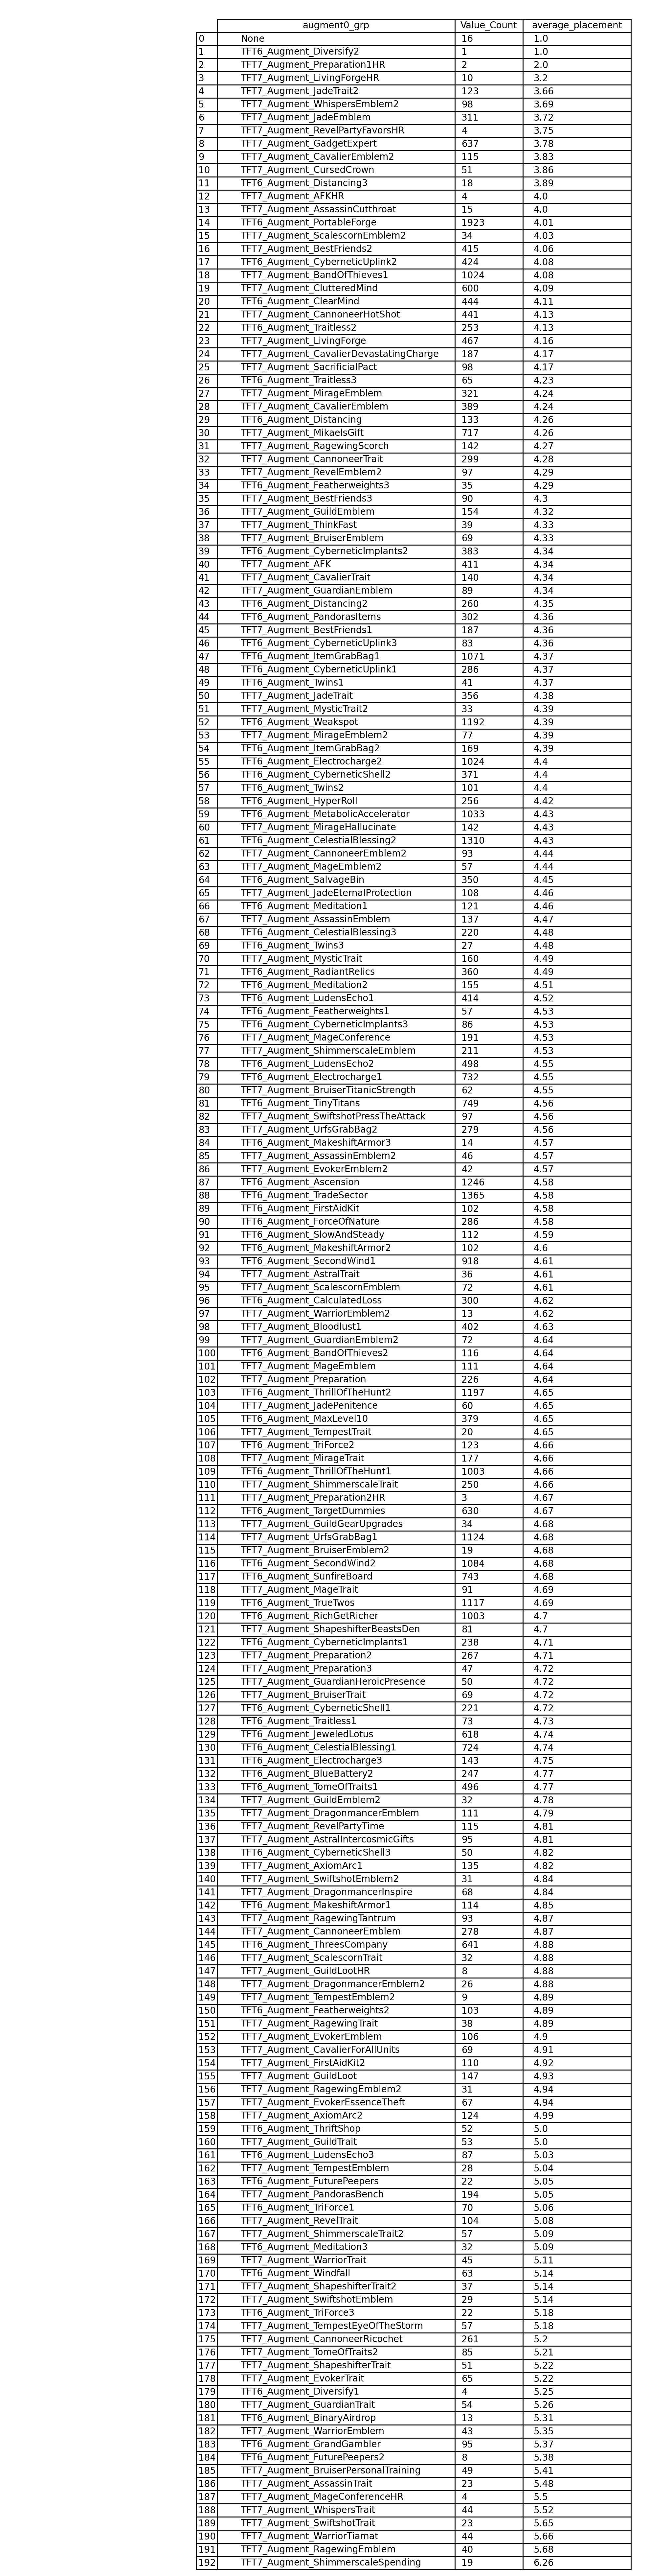 augment0_grp Value_Count average_placement
0 None 16 1.0
1 TFT6_Augment_Diversify2 1 1.0
2 TFT7_Augment_Preparation1HR 2 2.0
3 TFT7_Augment_LivingForgeHR 10 3.2
4 TFT7_Augment_JadeTrait2 123 3.66
5 TFT7_Augment_WhispersEmblem2 98 3.69
6 TFT7_Augment_JadeEmblem 311 3.72
7 TFT7_Augment_RevelPartyFavorsHR 4 3.75
8 TFT7_Augment_GadgetExpert 637 3.78
9 TFT7_Augment_CavalierEmblem2 115 3.83
10 TFT7_Augment_CursedCrown 51 3.86
11 TFT6_Augment_Distancing3 18 3.89
12 TFT7_Augment_AFKHR 4 4.0
13 TFT7_Augment_AssassinCutthroat 15 4.0
14 TFT6_Augment_PortableForge 1923 4.01
15 TFT7_Augment_ScalescornEmblem2 34 4.03
16 TFT7_Augment_BestFriends2 415 4.06
17 TFT6_Augment_CyberneticUplink2 424 4.08
18 TFT7_Augment_BandOfThieves1 1024 4.08
19 TFT7_Augment_ClutteredMind 600 4.09
20 TFT6_Augment_ClearMind 444 4.11
21 TFT7_Augment_CannoneerHotShot 441 4.13
22 TFT6_Augment_Traitless2 253 4.13
23 TFT7_Augment_LivingForge 467 4.16
24 TFT7_Augment_CavalierDevastatingCharge 187 4.17
25 TFT7_Augment_SacrificialPact 98 4.17
26 TFT6_Augment_Traitless3 65 4.23
27 TFT7_Augment_MirageEmblem 321 4.24
28 TFT7_Augment_CavalierEmblem 389 4.24
29 TFT6_Augment_Distancing 133 4.26
30 TFT7_Augment_MikaelsGift 717 4.26
31 TFT7_Augment_RagewingScorch 142 4.27
32 TFT7_Augment_CannoneerTrait 299 4.28
33 TFT7_Augment_RevelEmblem2 97 4.29
34 TFT6_Augment_Featherweights3 35 4.29
35 TFT7_Augment_BestFriends3 90 4.3
36 TFT7_Augment_GuildEmblem 154 4.32
37 TFT7_Augment_ThinkFast 39 4.33
38 TFT7_Augment_BruiserEmblem 69 4.33
39 TFT6_Augment_CyberneticImplants2 383 4.34
40 TFT7_Augment_AFK 411 4.34
41 TFT7_Augment_CavalierTrait 140 4.34
42 TFT7_Augment_GuardianEmblem 89 4.34
43 TFT6_Augment_Distancing2 260 4.35
44 TFT6_Augment_PandorasItems 302 4.36
45 TFT7_Augment_BestFriends1 187 4.36
46 TFT6_Augment_CyberneticUplink3 83 4.36
47 TFT6_Augment_ItemGrabBag1 1071 4.37
48 TFT6_Augment_CyberneticUplink1 286 4.37
49 TFT6_Augment_Twins1 41 4.37
50 TFT7_Augment_JadeTrait 356 4.38
51 TFT7_Augment_MysticTrait2 33 4.39
52 TFT6_Augment_Weakspot 1192 4.39
53 TFT7_Augment_MirageEmblem2 77 4.39
54 TFT6_Augment_ItemGrabBag2 169 4.39
55 TFT6_Augment_Electrocharge2 1024 4.4
56 TFT6_Augment_CyberneticShell2 371 4.4
57 TFT6_Augment_Twins2 101 4.4
58 TFT6_Augment_HyperRoll 256 4.42
59 TFT6_Augment_MetabolicAccelerator 1033 4.43
60 TFT7_Augment_MirageHallucinate 142 4.43
61 TFT6_Augment_CelestialBlessing2 1310 4.43
62 TFT7_Augment_CannoneerEmblem2 93 4.44
63 TFT7_Augment_MageEmblem2 57 4.44
64 TFT6_Augment_SalvageBin 350 4.45
65 TFT7_Augment_JadeEternalProtection 108 4.46
66 TFT6_Augment_Meditation1 121 4.46
67 TFT7_Augment_AssassinEmblem 137 4.47
68 TFT6_Augment_CelestialBlessing3 220 4.48
69 TFT6_Augment_Twins3 27 4.48
70 TFT7_Augment_MysticTrait 160 4.49
71 TFT6_Augment_RadiantRelics 360 4.49
72 TFT6_Augment_Meditation2 155 4.51
73 TFT6_Augment_LudensEcho1 414 4.52
74 TFT6_Augment_Featherweights1 57 4.53
75 TFT6_Augment_CyberneticImplants3 86 4.53
76 TFT7_Augment_MageConference 191 4.53
77 TFT7_Augment_ShimmerscaleEmblem 211 4.53
78 TFT6_Augment_LudensEcho2 498 4.55
79 TFT6_Augment_Electrocharge1 732 4.55
80 TFT7_Augment_BruiserTitanicStrength 62 4.55
81 TFT6_Augment_TinyTitans 749 4.56
82 TFT7_Augment_SwiftshotPressTheAttack 97 4.56
83 TFT7_Augment_UrfsGrabBag2 279 4.56
84 TFT6_Augment_MakeshiftArmor3 14 4.57
85 TFT7_Augment_AssassinEmblem2 46 4.57
86 TFT7_Augment_EvokerEmblem2 42 4.57
87 TFT6_Augment_Ascension 1246 4.58
88 TFT6_Augment_TradeSector 1365 4.58
89 TFT6_Augment_FirstAidKit 102 4.58
90 TFT6_Augment_ForceOfNature 286 4.58
91 TFT6_Augment_SlowAndSteady 112 4.59
92 TFT6_Augment_MakeshiftArmor2 102 4.6
93 TFT6_Augment_SecondWind1 918 4.61
94 TFT7_Augment_AstralTrait 36 4.61
95 TFT7_Augment_ScalescornEmblem 72 4.61
96 TFT6_Augment_CalculatedLoss 300 4.62
97 TFT7_Augment_WarriorEmblem2 13 4.62
98 TFT7_Augment_Bloodlust1 402 4.63
99 TFT7_Augment_GuardianEmblem2 72 4.64
100 TFT6_Augment_BandOfThieves2 116 4.64
101 TFT7_Augment_MageEmblem 111 4.64
102 TFT7_Augment_Preparation 226 4.64
103 TFT6_Augment_ThrillOfTheHunt2 1197 4.65
104 TFT7_Augment_JadePenitence 60 4.65
105 TFT6_Augment_MaxLevel10 379 4.65
106 TFT7_Augment_TempestTrait 20 4.65
107 TFT6_Augment_TriForce2 123 4.66
108 TFT7_Augment_MirageTrait 177 4.66
109 TFT6_Augment_ThrillOfTheHunt1 1003 4.66
110 TFT7_Augment_ShimmerscaleTrait 250 4.66
111 TFT7_Augment_Preparation2HR 3 4.67
112 TFT6_Augment_TargetDummies 630 4.67
113 TFT7_Augment_GuildGearUpgrades 34 4.68
114 TFT7_Augment_UrfsGrabBag1 1124 4.68
115 TFT7_Augment_BruiserEmblem2 19 4.68
116 TFT6_Augment_SecondWind2 1084 4.68
117 TFT6_Augment_SunfireBoard 743 4.68
118 TFT7_Augment_MageTrait 91 4.69
119 TFT6_Augment_TrueTwos 1117 4.69
120 TFT6_Augment_RichGetRicher 1003 4.7
121 TFT7_Augment_ShapeshifterBeastsDen 81 4.7
122 TFT6_Augment_CyberneticImplants1 238 4.71
123 TFT7_Augment_Preparation2 267 4.71
124 TFT7_Augment_Preparation3 47 4.72
125 TFT7_Augment_GuardianHeroicPresence 50 4.72
126 TFT7_Augment_BruiserTrait 69 4.72
127 TFT6_Augment_CyberneticShell1 221 4.72
128 TFT6_Augment_Traitless1 73 4.73
129 TFT6_Augment_JeweledLotus 618 4.74
130 TFT6_Augment_CelestialBlessing1 724 4.74
131 TFT6_Augment_Electrocharge3 143 4.75
132 TFT6_Augment_BlueBattery2 247 4.77
133 TFT6_Augment_TomeOfTraits1 496 4.77
134 TFT7_Augment_GuildEmblem2 32 4.78
135 TFT7_Augment_DragonmancerEmblem 111 4.79
136 TFT7_Augment_RevelPartyTime 115 4.81
137 TFT7_Augment_AstralIntercosmicGifts 95 4.81
138 TFT6_Augment_CyberneticShell3 50 4.82
139 TFT7_Augment_AxiomArc1 135 4.82
140 TFT7_Augment_SwiftshotEmblem2 31 4.84
141 TFT7_Augment_DragonmancerInspire 68 4.84
142 TFT6_Augment_MakeshiftArmor1 114 4.85
143 TFT7_Augment_RagewingTantrum 93 4.87
144 TFT7_Augment_CannoneerEmblem 278 4.87
145 TFT6_Augment_ThreesCompany 641 4.88
146 TFT7_Augment_ScalescornTrait 32 4.88
147 TFT7_Augment_GuildLootHR 8 4.88
148 TFT7_Augment_DragonmancerEmblem2 26 4.88
149 TFT7_Augment_TempestEmblem2 9 4.89
150 TFT6_Augment_Featherweights2 103 4.89
151 TFT7_Augment_RagewingTrait 38 4.89
152 TFT7_Augment_EvokerEmblem 106 4.9
153 TFT7_Augment_CavalierForAllUnits 69 4.91
154 TFT7_Augment_FirstAidKit2 110 4.92
155 TFT7_Augment_GuildLoot 147 4.93
156 TFT7_Augment_RagewingEmblem2 31 4.94
157 TFT7_Augment_EvokerEssenceTheft 67 4.94
158 TFT7_Augment_AxiomArc2 124 4.99
159 TFT6_Augment_ThriftShop 52 5.0
160 TFT7_Augment_GuildTrait 53 5.0
161 TFT6_Augment_LudensEcho3 87 5.03
162 TFT7_Augment_TempestEmblem 28 5.04
163 TFT6_Augment_FuturePeepers 22 5.05
164 TFT7_Augment_PandorasBench 194 5.05
165 TFT6_Augment_TriForce1 70 5.06
166 TFT7_Augment_RevelTrait 104 5.08
167 TFT7_Augment_ShimmerscaleTrait2 57 5.09
168 TFT6_Augment_Meditation3 32 5.09
169 TFT7_Augment_WarriorTrait 45 5.11
170 TFT6_Augment_Windfall 63 5.14
171 TFT7_Augment_ShapeshifterTrait2 37 5.14
172 TFT7_Augment_SwiftshotEmblem 29 5.14
173 TFT6_Augment_TriForce3 22 5.18
174 TFT7_Augment_TempestEyeOfTheStorm 57 5.18
175 TFT7_Augment_CannoneerRicochet 261 5.2
176 TFT6_Augment_TomeOfTraits2 85 5.21
177 TFT7_Augment_ShapeshifterTrait 51 5.22
178 TFT7_Augment_EvokerTrait 65 5.22
179 TFT6_Augment_Diversify1 4 5.25
180 TFT7_Augment_GuardianTrait 54 5.26
181 TFT6_Augment_BinaryAirdrop 13 5.31
182 TFT7_Augment_WarriorEmblem 43 5.35
183 TFT6_Augment_GrandGambler 95 5.37
184 TFT6_Augment_FuturePeepers2 8 5.38
185 TFT7_Augment_BruiserPersonalTraining 49 5.41
186 TFT7_Augment_AssassinTrait 23 5.48
187 TFT7_Augment_MageConferenceHR 4 5.5
188 TFT7_Augment_WhispersTrait 44 5.52
189 TFT7_Augment_SwiftshotTrait 23 5.65
190 TFT7_Augment_WarriorTiamat 44 5.66
191 TFT7_Augment_RagewingEmblem 40 5.68
192 TFT7_Augment_ShimmerscaleSpending 19 6.26